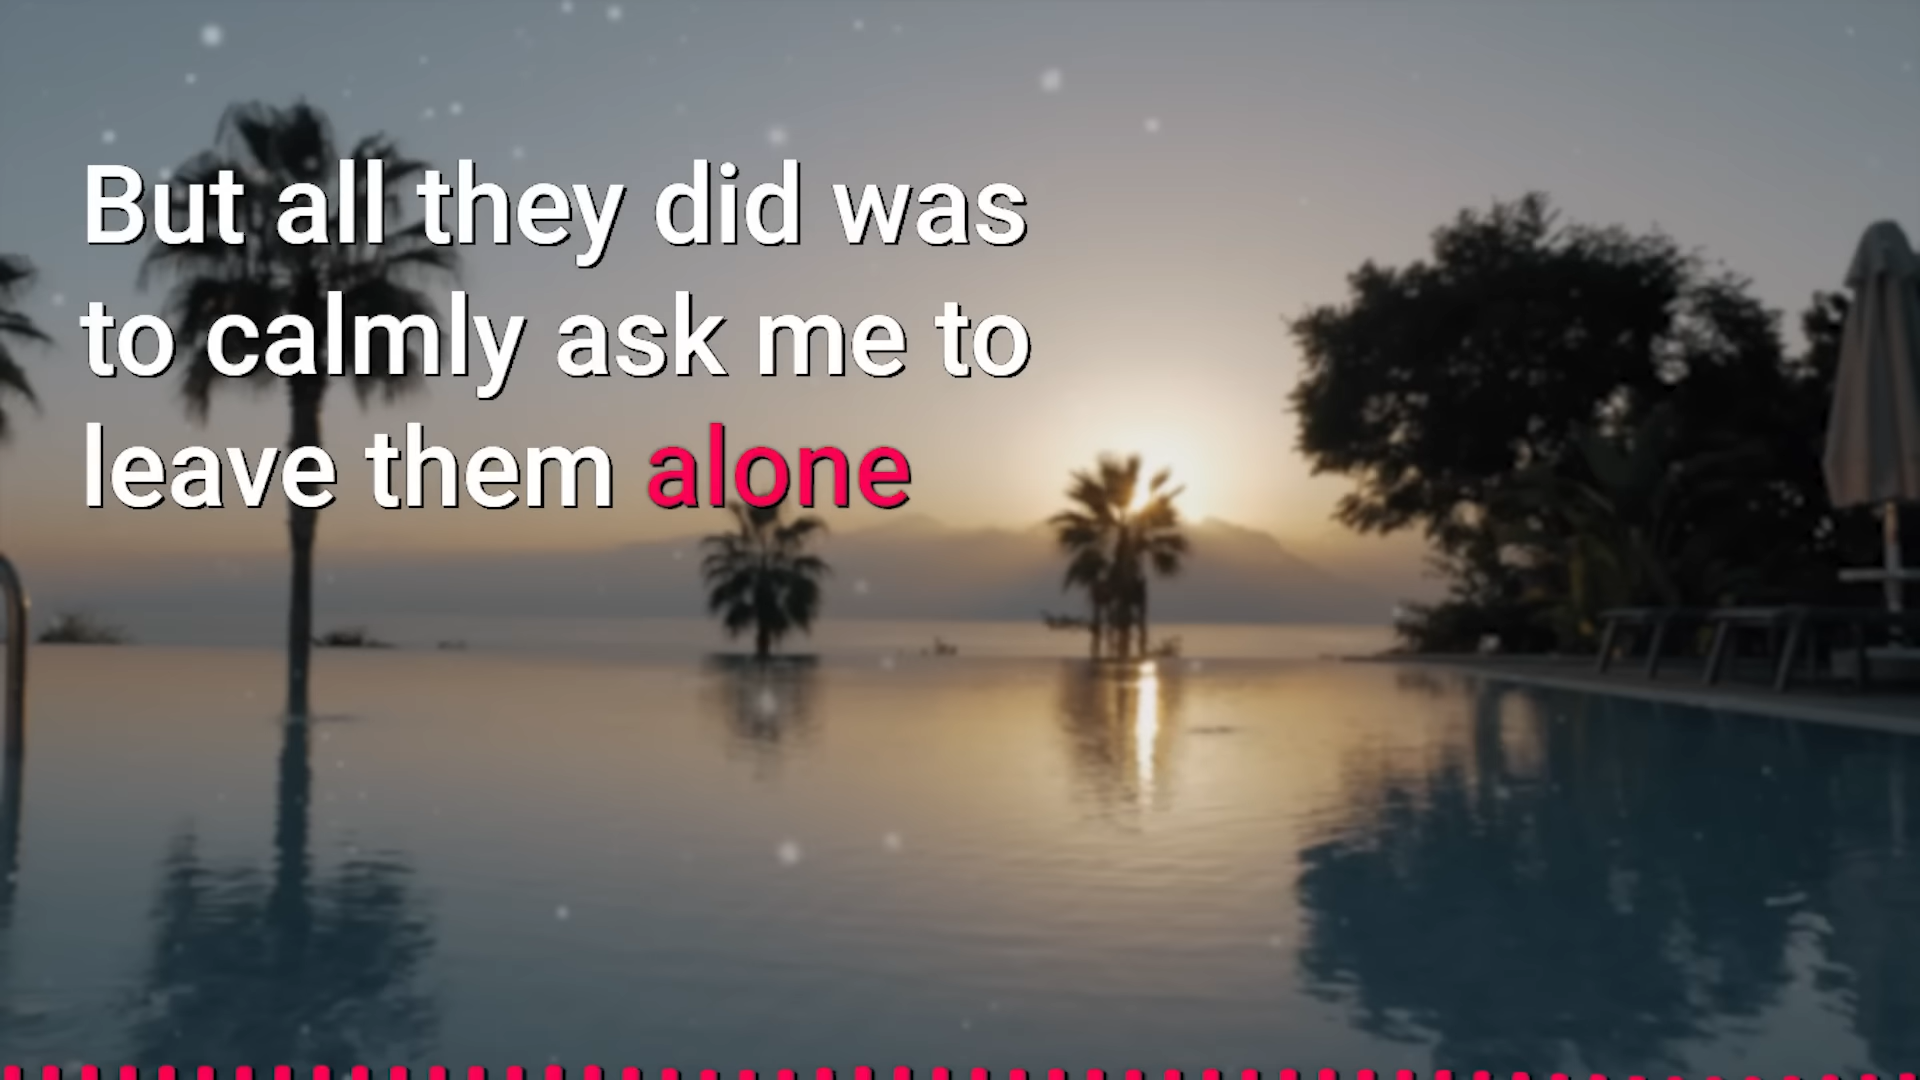 But all they did was
to calmly ask me to
leave them alone